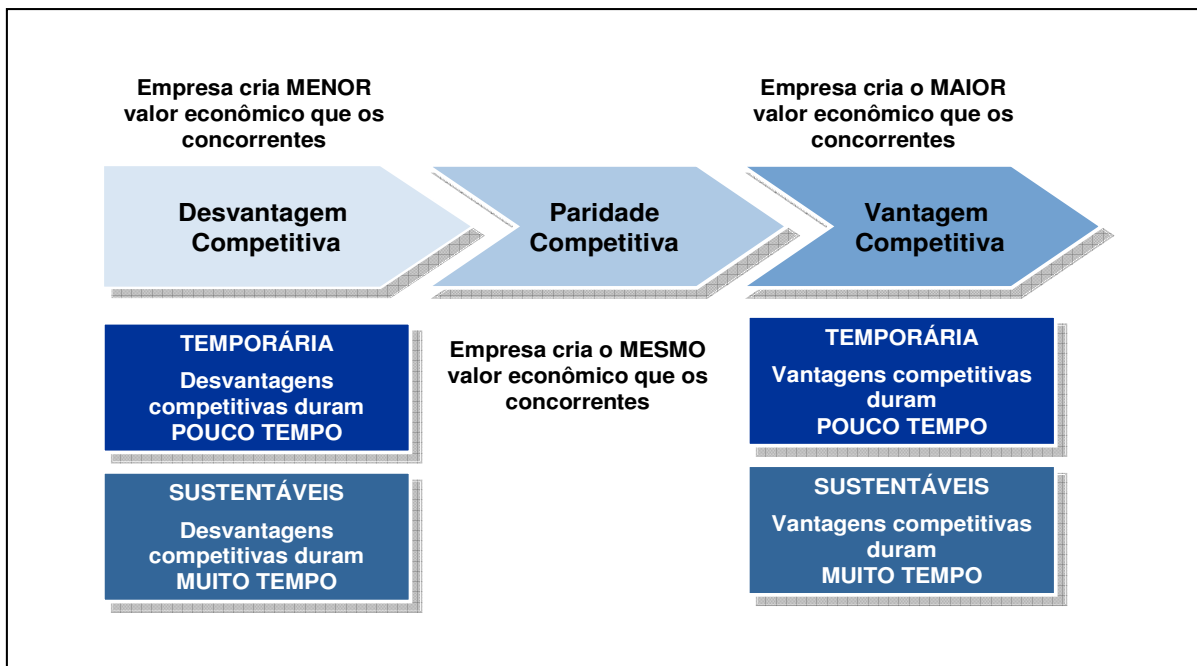 Empresa cria MENOR
valor econômico que os
concorrentes
Empresa cria o MAIOR
valor econômico que os
concorrentes
Desvantagem
Competitiva
Paridade
Competitiva
Vantagem
Competitiva
TEMPORÁRIA
Desvantagens
competitivas duram
POUCO TEMPO
Empresa cria o MESMO
valor econômico que os
concorrentes
TEMPORÁRIA
Vantagens competitivas
duram
POUCO TEMPO
SUSTENTÁVEIS
Desvantagens
competitivas duram
MUITO TEMPO
SUSTENTÁVEIS
Vantagens competitivas
duram
MUITO TEMPO